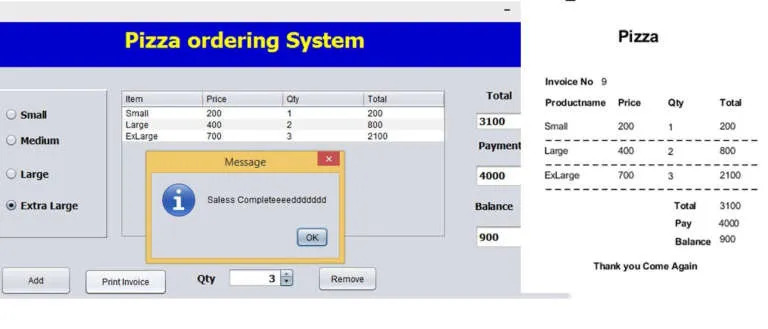 Pizza ordering System
Small
Medium
Large
Extra Large
Item Price Qty Total
Small 200 1 200
Large 400 2 800
ExLarge 700 3 2100
Message
Saless Completeeeedddddddd
OK
Total
3100
Payment
4000
Balance
900
Add
Print Invoice
Qty
3
Remove
Pizza
Invoice No 9
Productname Price Qty Total
Small 200 1 200
Large 400 2 800
ExLarge 700 3 2100
Total 3100
Pay 4000
Balance 900
Thank you Come Again